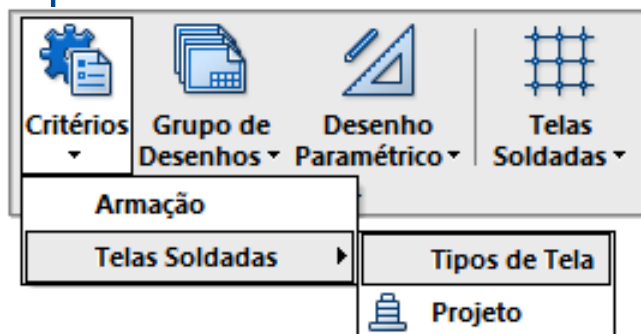 Critérios
Grupo de
Desenhos
Desenho
Paramétrico
Telas
Soldadas
Armação
Telas Soldadas
Tipos de Tela
Projeto